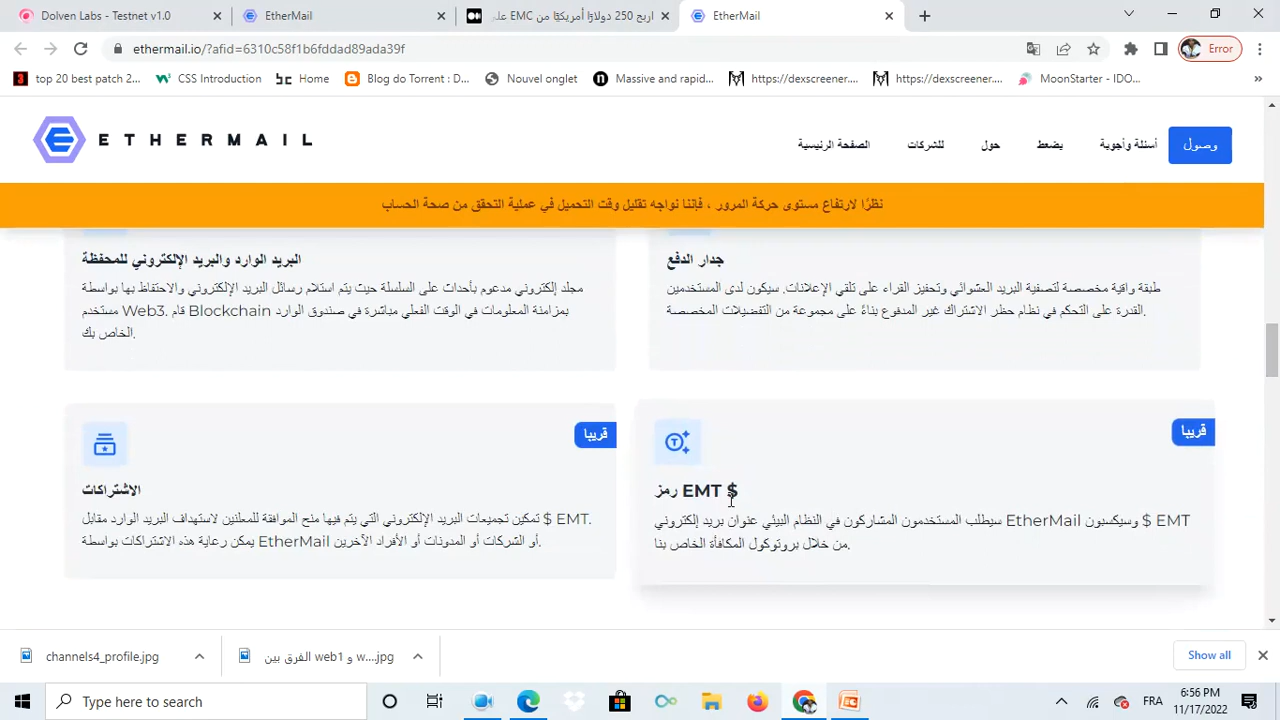 Dolven Labs - Testnet v1.0
EtherMail
اربح 250 دولارًا أمريكيًا من EMC عل
EtherMail
ethermail.io/?afid=6310c58f1b6fddad89ada39f
Error
top 20 best patch 2...
CSS Introduction
Home
Blog do Torrent : D...
Nouvel onglet
Massive and rapid...
https://dexscreener....
https://dexscreener....
MoonStarter - IDO...
ETHERMAIL
الصفحة الرئيسية
للشركات
حول
يضعط
أسئلة وأجوبة
وصول
نظرًا لارتفاع مستوى حركة المرور ، فإننا نواجه تقليل وقت التحميل في عملية التحقق من صحة الحساب
البريد الوارد والبريد الإلكتروني للمحفظة
مجلد إلكتروني مدعوم بأحداث على السلسلة حيث يتم استلام رسائل البريد الإلكتروني والاحتفاظ بها بواسطة
مستخدم Web3. قام Blockchain بمزامنة المعلومات في الوقت الفعلي مباشرة في صندوق الوارد
الخاص بك.
جدار الدفع
طبقة واقية مخصصة لتصفية البريد العشوائي وتحفيز القراء على تلقي الإعلانات. سيكون لدى المستخدمين
القدرة على التحكم في نظام حظر الاشتراك غير المدفوع بناءً على مجموعة من التفضيلات المخصصة.
قريبا
الاشتراكات
تمكين تجميعات البريد الإلكتروني التي يتم فيها منح الموافقة للمعلنين لاستهداف البريد الوارد مقابل $ EMT.
يمكن رعاية هذه الاشتراكات بواسطة EtherMail أو الشركات أو المدونات أو الأفراد الآخرين.
قريبا
رمز EMT $
سيطلب المستخدمون المشاركون في النظام البيئي عنوان بريد إلكتروني EtherMail وسيكسبون $ EMT
من خلال بروتوكول المكافأة الخاص بنا.
channels4_profile.jpg
الفرق بين web1 و w....jpg
Show all
Type here to search
FRA
6:56 PM
11/17/2022